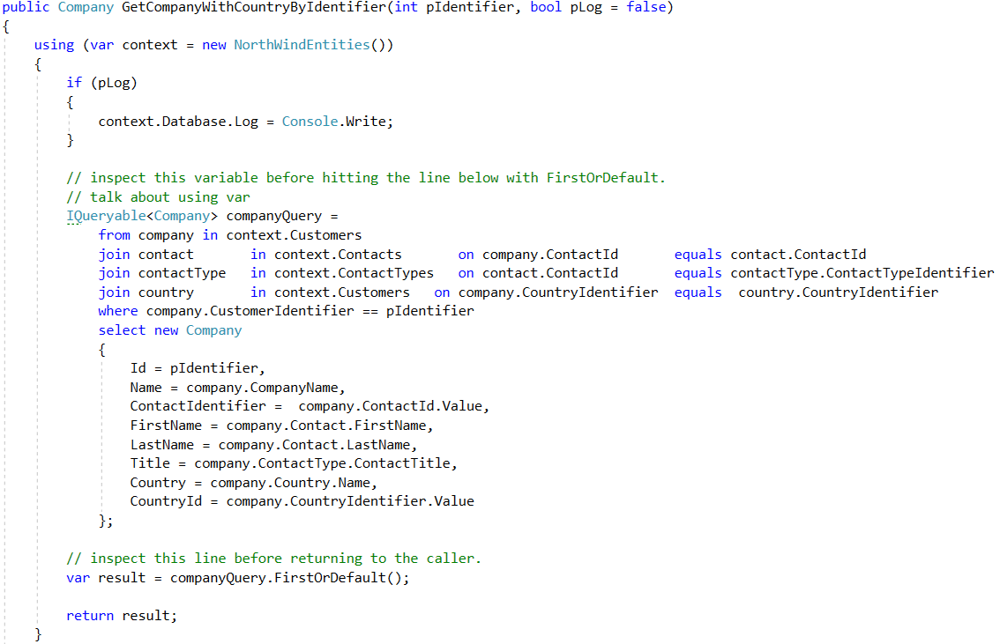 public Company GetCompanyWithCountryByIdentifier(int pIdentifier, bool pLog = false)
{
    using (var context = new NorthWindEntities())
    {
        if (pLog)
        {
            context.Database.Log = Console.Write;
        }

        // inspect this variable before hitting the line below with FirstOrDefault.
        // talk about using var
        IQueryable<Company> companyQuery =
            from company in context.Customers
            join contact       in context.Contacts       on company.ContactId       equals contact.ContactId
            join contactType   in context.ContactTypes   on contact.ContactId       equals contactType.ContactTypeIdentifier
            join country       in context.Customers   on company.CountryIdentifier  equals  country.CountryIdentifier
            where company.CustomerIdentifier == pIdentifier
            select new Company
            {
                Id = pIdentifier,
                Name = company.CompanyName,
                ContactIdentifier =  company.ContactId.Value,
                FirstName = company.Contact.FirstName,
                LastName = company.Contact.LastName,
                Title = company.ContactType.ContactTitle,
                Country = company.Country.Name,
                CountryId = company.CountryIdentifier.Value
            };

        // inspect this line before returning to the caller.
        var result = companyQuery.FirstOrDefault();

        return result;
    }